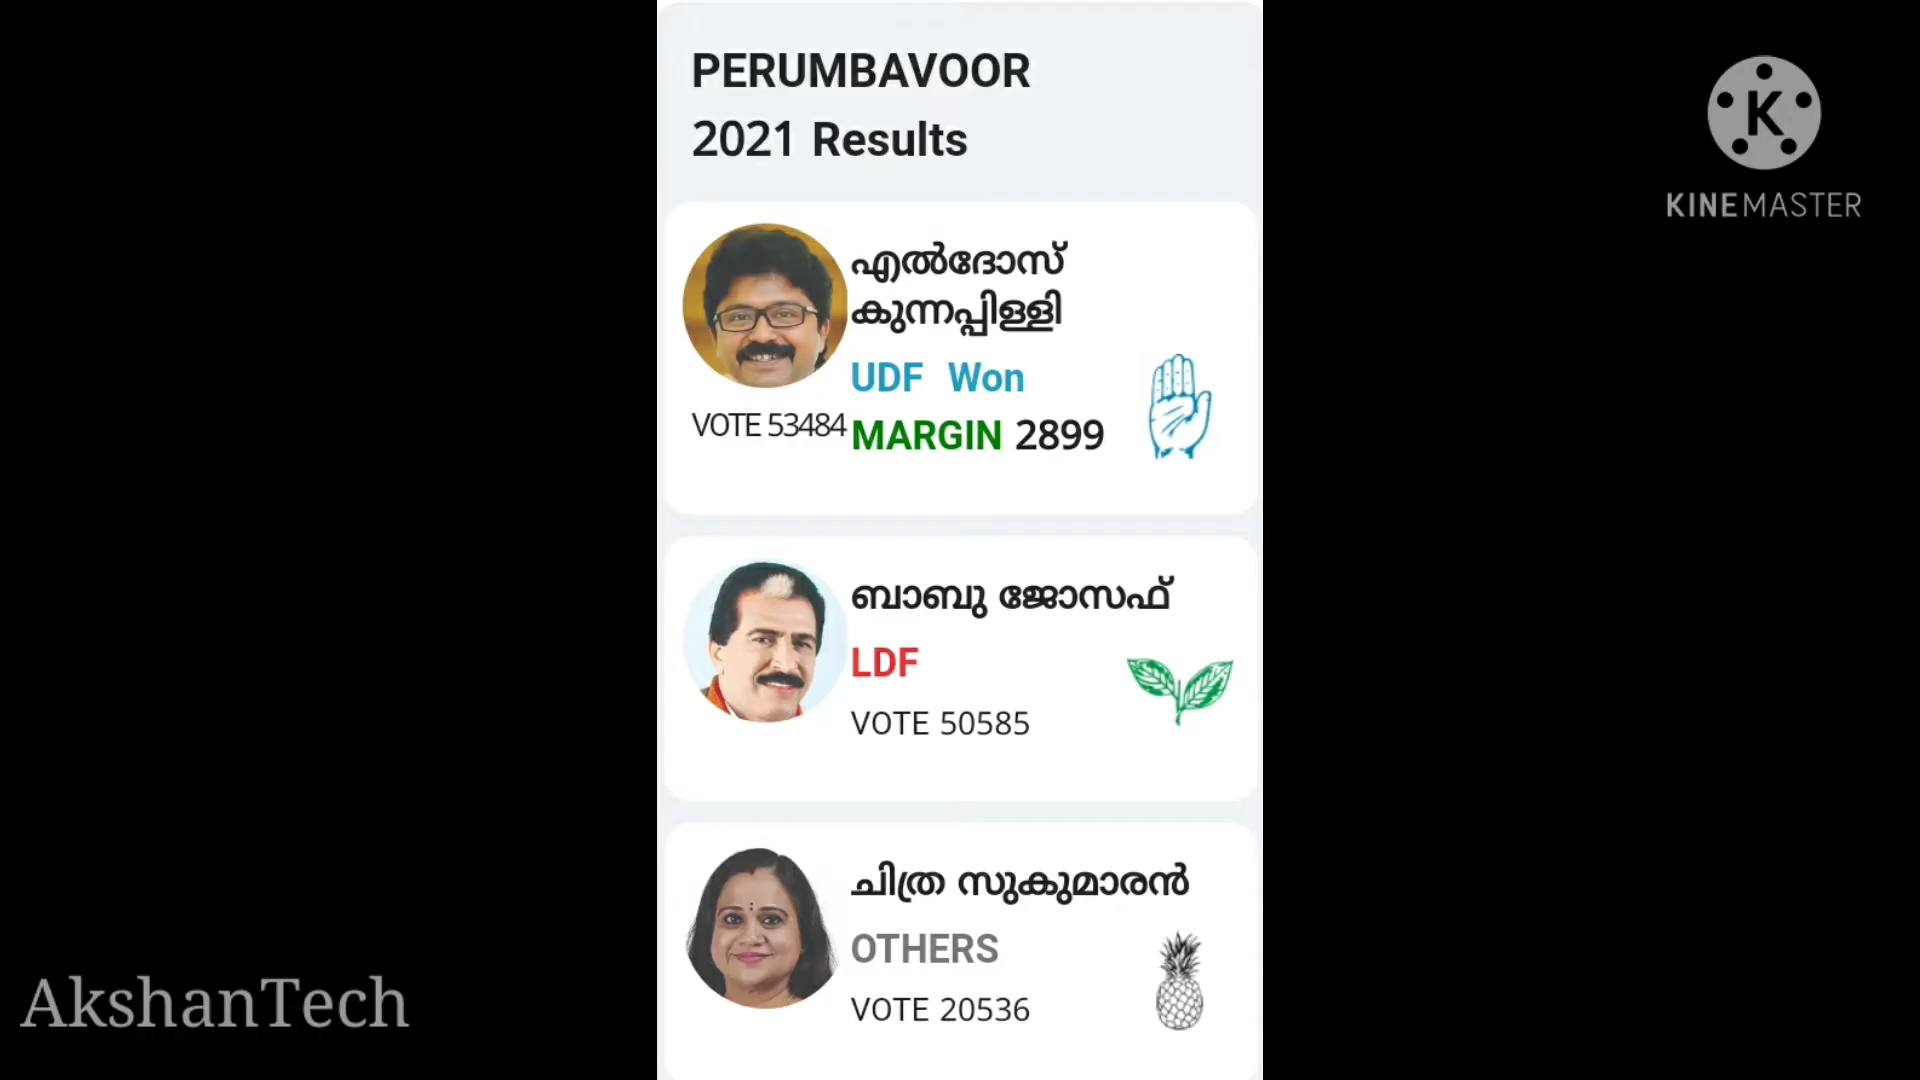 PERUMBAVOOR
2021 Results
എൽദോസ്
കുന്നപ്പിള്ളി
UDF Won
VOTE 53484
MARGIN 2899
ബാബു ജോസഫ്
LDF
VOTE 50585
ചിത്ര സുകുമാരൻ
OTHERS
VOTE 20536
K
KINEMASTER
AkshanTech